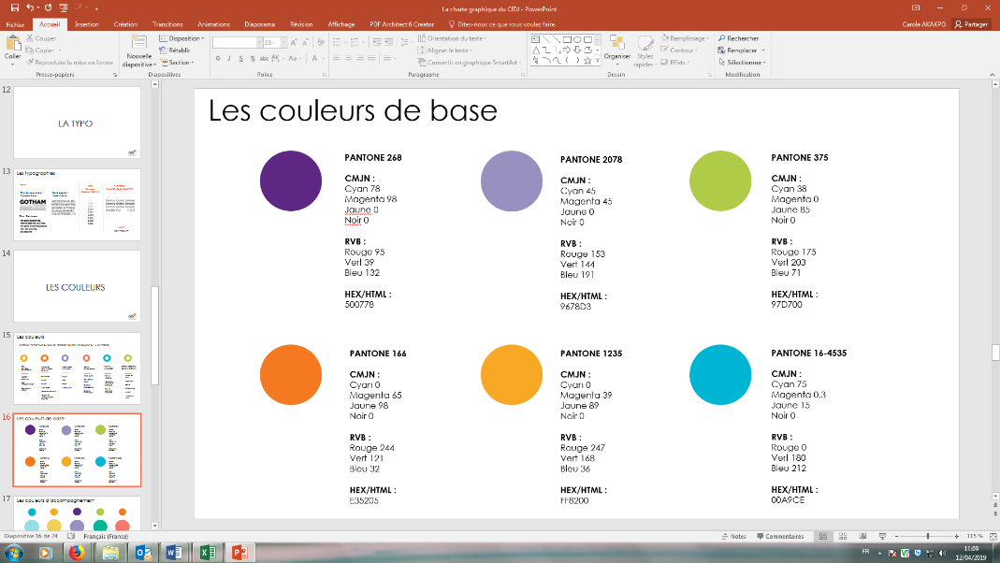 La charte graphique du CIDJ - PowerPoint
Fichier Accueil Insertion Création Transitions Animations Diaporama Révision Affichage PDF Architect 6 Creator Dites-nous ce que vous voulez faire. Carole AKAKPO Partager
Coller
Couper
Copier
Reproduire la mise en forme
Presse-papiers
Nouvelle
diapositive
Disposition
Rétablir
Section
Diapositives
Police
Orientation du texte
Aligner le texte
Convertir en graphique SmartArt
Paragraphe
Organiser
Styles
rapides
Remplissage
Contour
Effets
Dessin
Rechercher
Remplacer
Sélectionner
Modification
12
LA TYPO
13
Les typographies
GOTHAM
14
LES COULEURS
15
Les couleurs
16
Les couleurs de base
17
Les couleurs d'accompagnement
Les couleurs de base
PANTONE 268
CMJN :
Cyan 78
Magenta 98
Jaune 0
Noir 0
RVB :
Rouge 95
Vert 39
Bleu 132
HEX/HTML :
500778
PANTONE 2078
CMJN :
Cyan 45
Magenta 45
Jaune 0
Noir 0
RVB :
Rouge 153
Vert 144
Bleu 191
HEX/HTML :
9678D3
PANTONE 375
CMJN :
Cyan 38
Magenta 0
Jaune 85
Noir 0
RVB :
Rouge 175
Vert 203
Bleu 71
HEX/HTML :
97D700
PANTONE 166
CMJN :
Cyan 0
Magenta 65
Jaune 98
Noir 0
RVB :
Rouge 244
Vert 121
Bleu 32
HEX/HTML :
E35205
PANTONE 1235
CMJN :
Cyan 0
Magenta 39
Jaune 89
Noir 0
RVB :
Rouge 247
Vert 168
Bleu 36
HEX/HTML :
FF8200
PANTONE 16-4535
CMJN :
Cyan 75
Magenta 0,3
Jaune 15
Noir 0
RVB :
Rouge 0
Vert 180
Bleu 212
HEX/HTML :
00A9CE
Diapositive 16 de 24 Français (France) Notes Commentaires 115 %
FR 11:09
12/04/2019